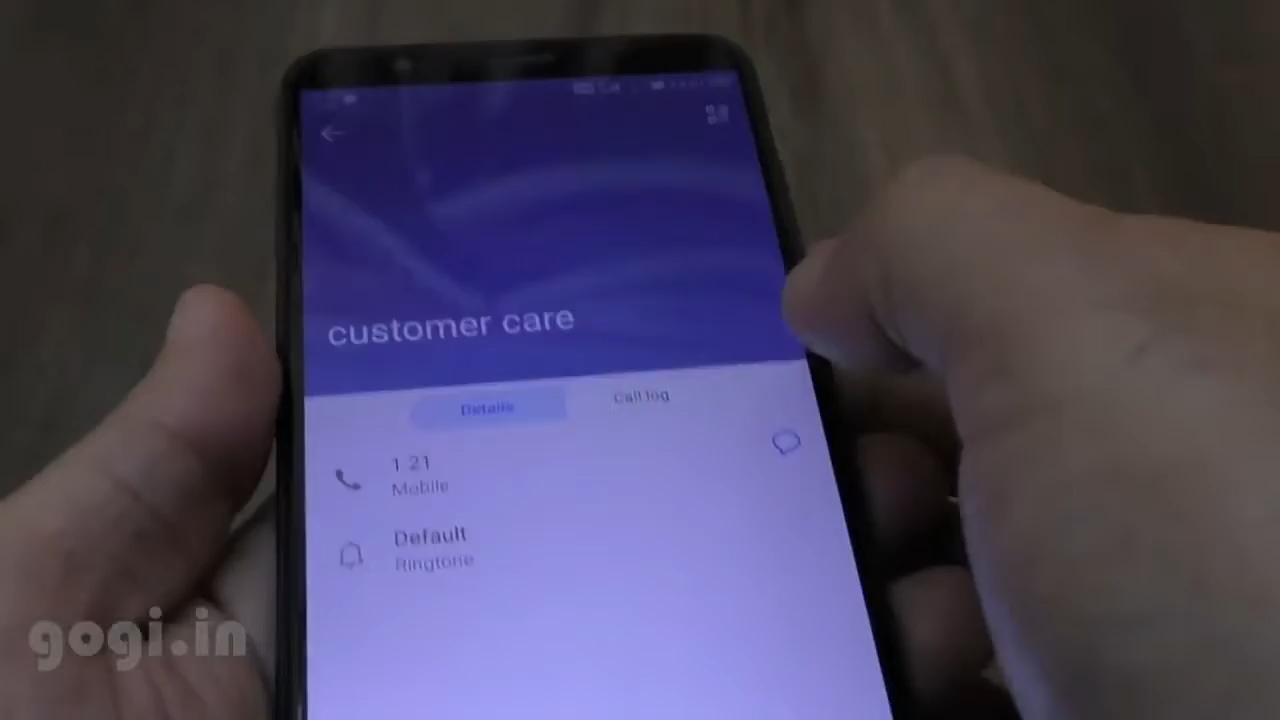 customer care
Details
Call log
1 21
Mobile
Default
Ringtone
gogi.in